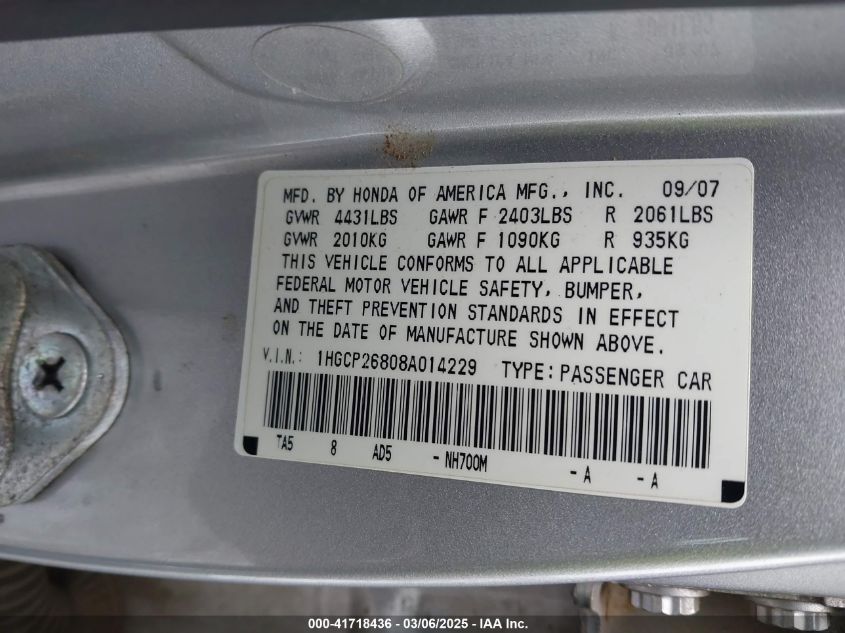 MFD. BY HONDA OF AMERICA MFG., INC. 09/07
GVWR 4431LBS GAWR F 2403LBS R 2061LBS
GVWR 2010KG GAWR F 1090KG R 935KG
THIS VEHICLE CONFORMS TO ALL APPLICABLE
FEDERAL MOTOR VEHICLE SAFETY, BUMPER,
AND THEFT PREVENTION STANDARDS IN EFFECT
ON THE DATE OF MANUFACTURE SHOWN ABOVE.
V.I.N.: 1HGCP26808A014229 TYPE: PASSENGER CAR
TA5 8 AD5 - NH700M - A - A
000-41718436 - 03/06/2025 - IAA Inc.